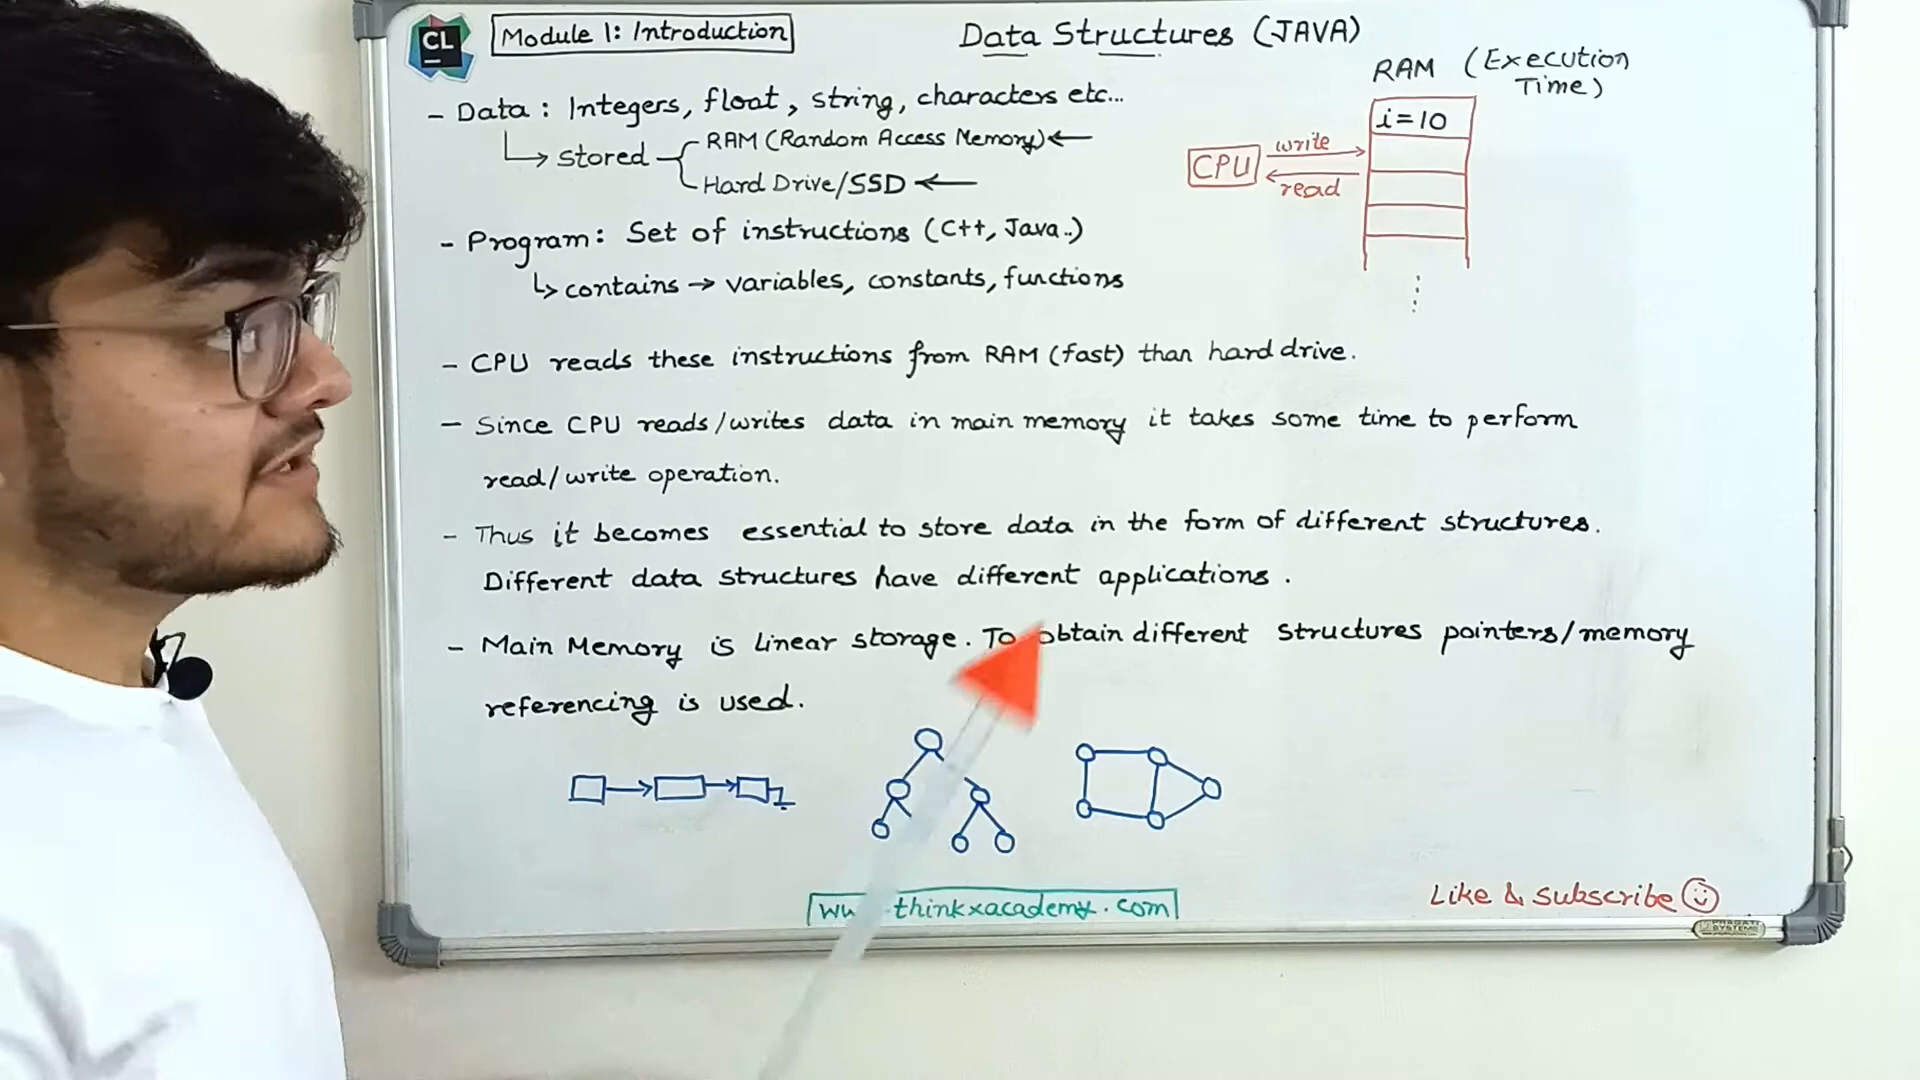 CL
Module 1: Introduction
Data Structures (JAVA)
RAM (Execution
Time)
- Data: Integers, float, string, characters etc...
i=10
stored
RAM (Random Access Memory)
Hard Drive/SSD
CPU
write
read
- Program: Set of instructions (C++, Java..)
contains → variables, constants, functions
- CPU reads these instructions from RAM (fast) than hard drive.
- Since CPU reads/writes data in main memory it takes some time to perform
read/write operation.
- Thus it becomes essential to store data in the form of different structures.
Different data structures have different applications.
- Main Memory is linear storage. To obtain different structures pointers/memory
referencing is used.
thinkxacademy.com
Like & subscribe